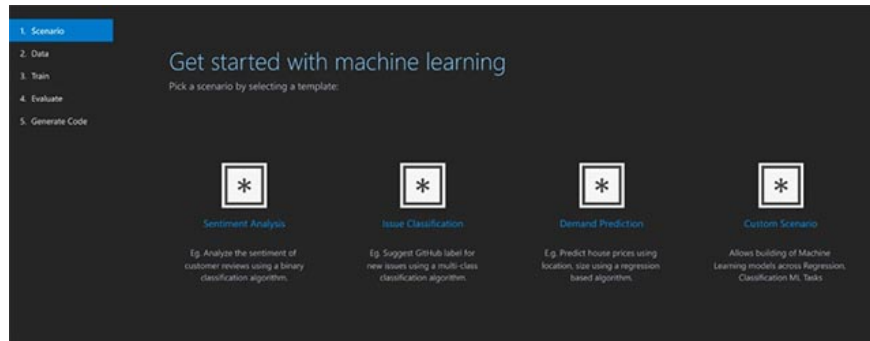 1. Scenario
2. Data
3. Train
4. Evaluate
5. Generate Code
Get started with machine learning
Pick a scenario by selecting a template:
*
Sentiment Analysis
Eg. Analyze the sentiment of
customer reviews using a binary
classification algorithm.
*
Issue Classification
Eg. Suggest GitHub label for
new issues using a multi-class
classification algorithm.
*
Demand Prediction
E.g. Predict house prices using
location, size using a regression
based algorithm.
*
Custom Scenario
Allows building of Machine
Learning models across Regression,
Classification ML Tasks